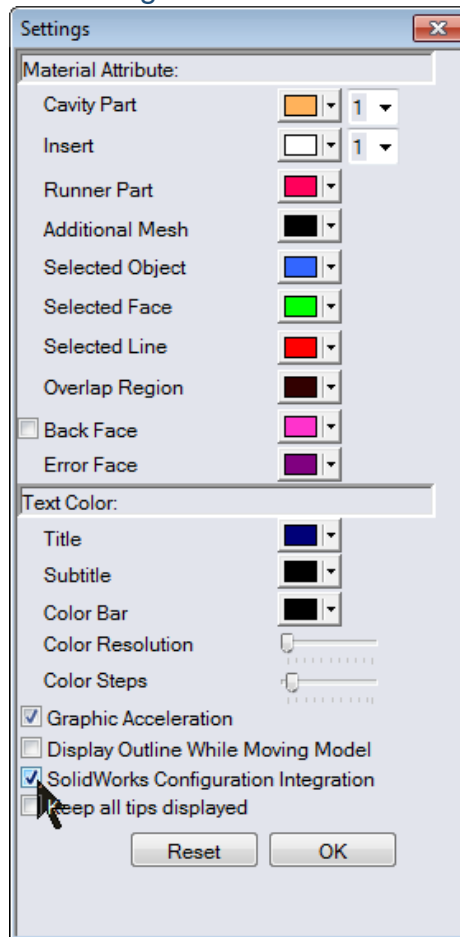 Settings
Material Attribute:
Cavity Part 1
Insert 1
Runner Part
Additional Mesh
Selected Object
Selected Face
Selected Line
Overlap Region
Back Face
Error Face
Text Color:
Title
Subtitle
Color Bar
Color Resolution
Color Steps
Graphic Acceleration
Display Outline While Moving Model
SolidWorks Configuration Integration
Keep all tips displayed
Reset OK